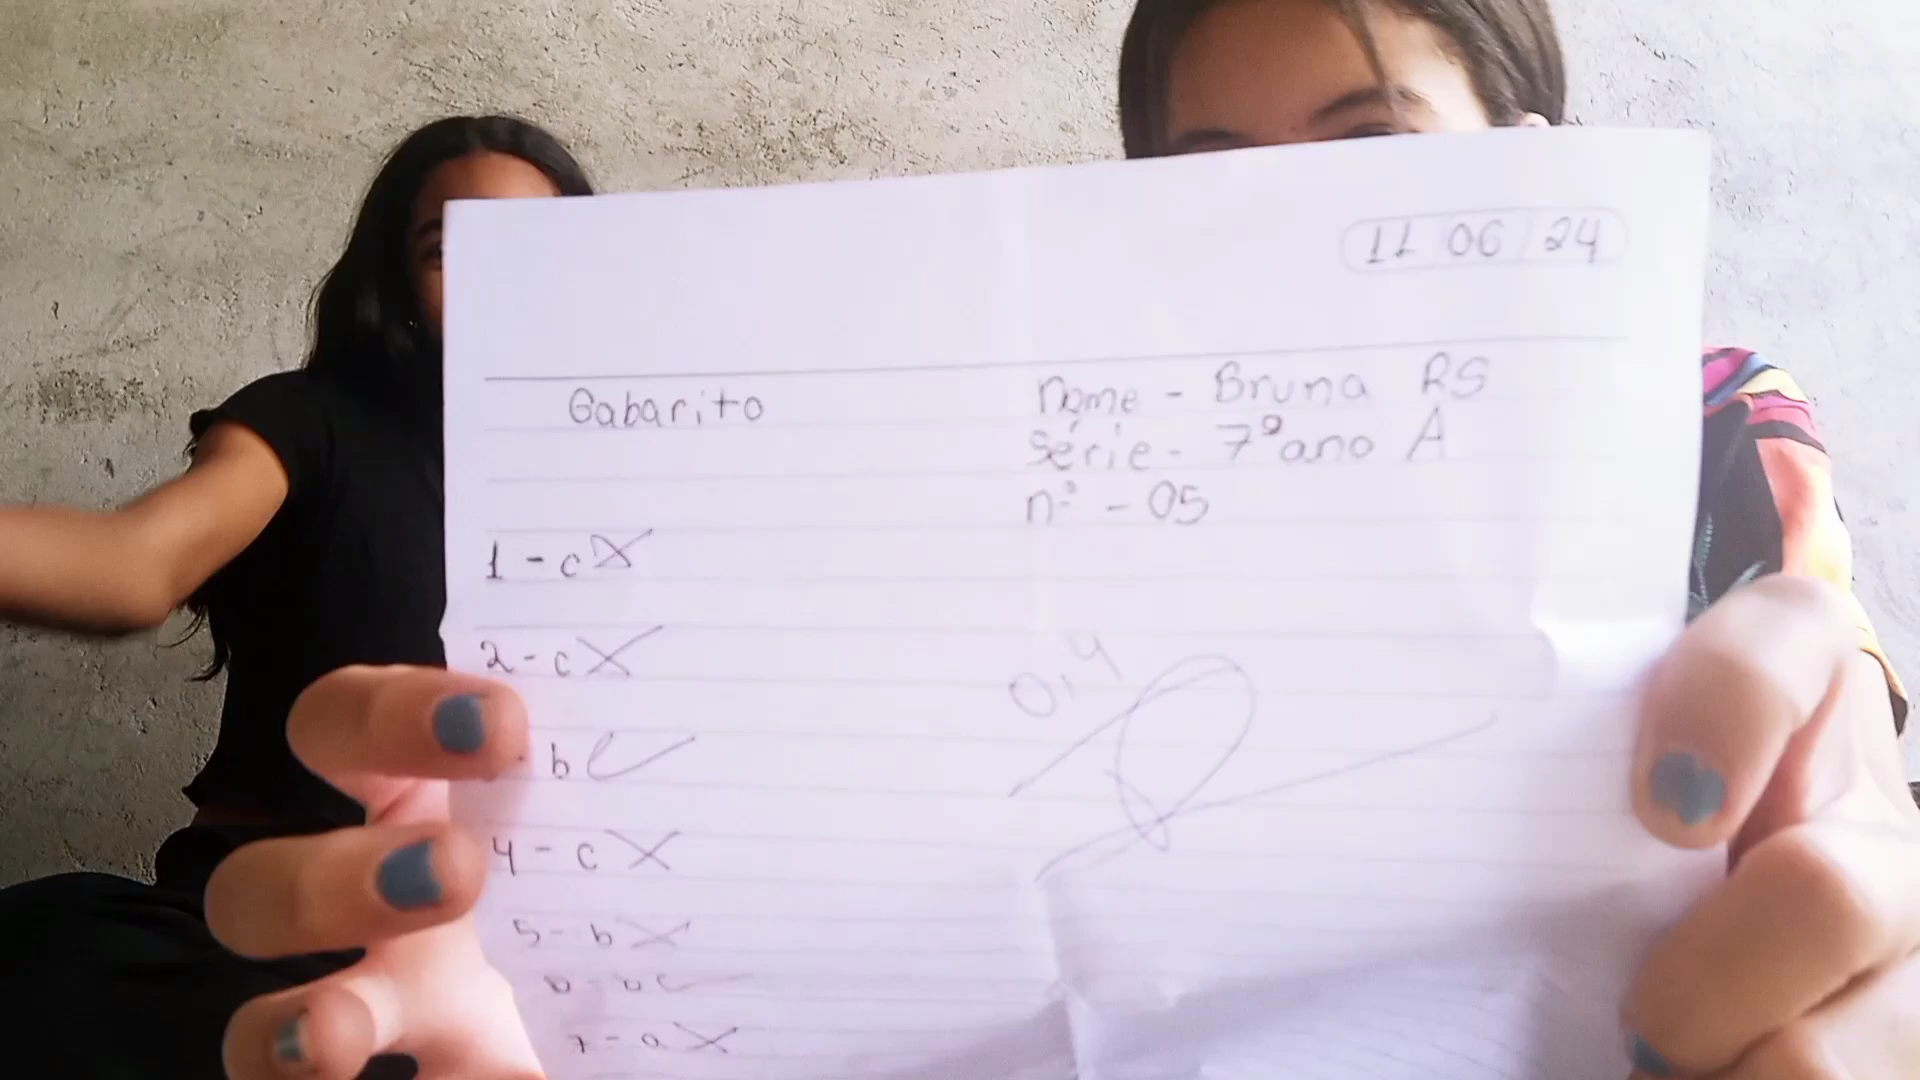 11 06 24
Gabarito
Nome - Bruna RS
série - 7º ano A
nº - 05
1 - c X
2 - c X
0,4
b
4 - c X
5 - b X
7 - a X